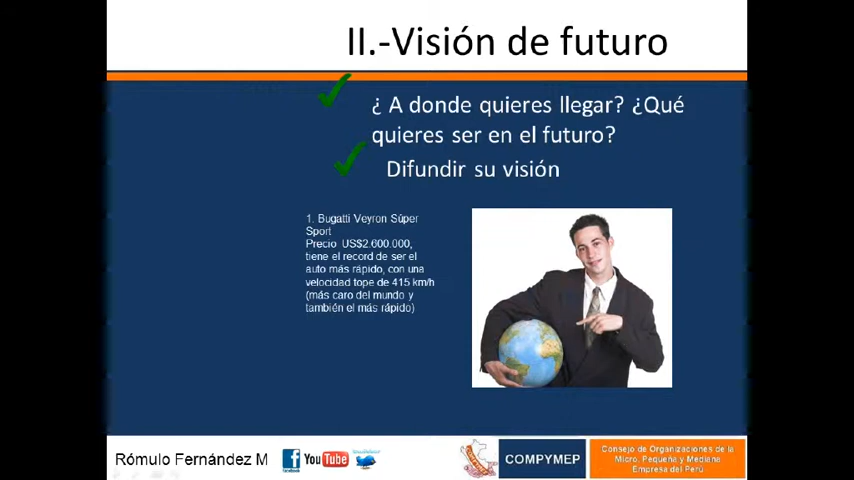 II.-Visión de futuro
¿ A donde quieres llegar? ¿Qué
quieres ser en el futuro?
Difundir su visión
1. Bugatti Veyron Súper
Sport
Precio US$2.600.000,
tiene el record de ser el
auto más rápido, con una
velocidad tope de 415 km/h
(más caro del mundo y
también el más rápido)
Rómulo Fernández M
facebook
YouTube
COMPYMEP
Consejo de Organizaciones de la
Micro, Pequeña y Mediana
Empresa del Perú